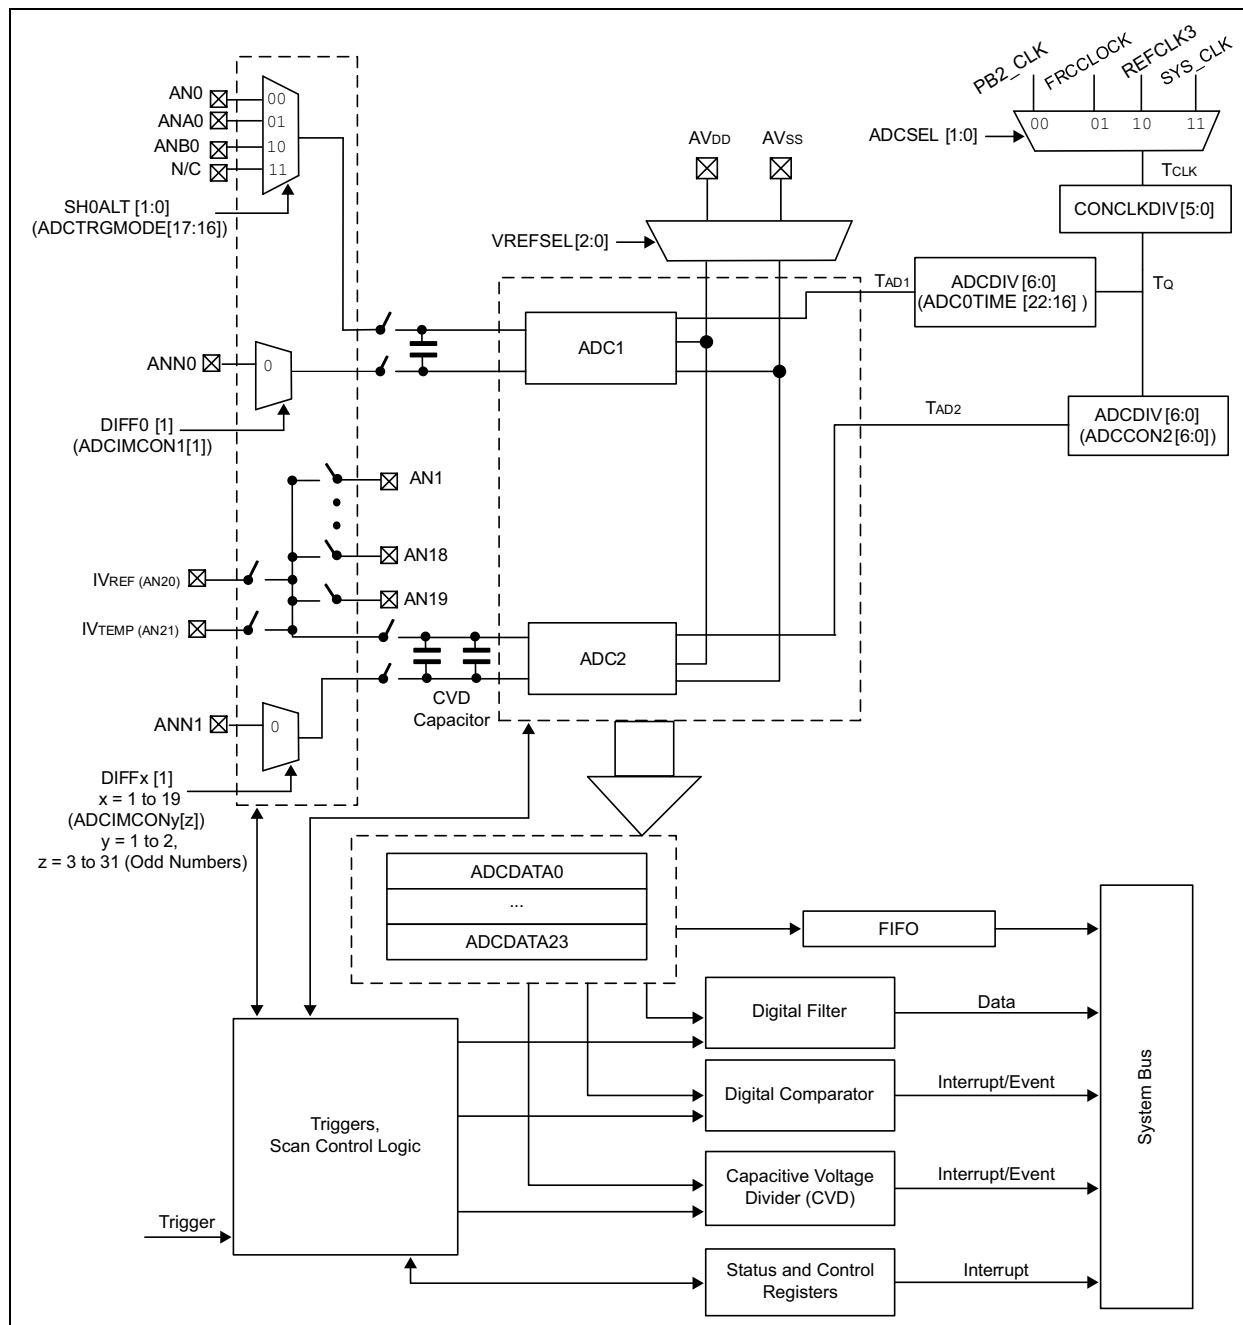 PB2_CLK
FRCCLOCK
REFCLK3
SYS_CLK
AN0
00
ANA0
01
ANB0
10
N/C
11
SH0ALT [1:0]
(ADCTRGMODE[17:16])
AVDD
AVSS
ADCSEL [1:0]
00
01
10
11
TCLK
CONCLKDIV[5:0]
VREFSEL[2:0]
TAD1
ADCDIV[6:0]
(ADC0TIME [22:16] )
TQ
ANN0
0
ADC1
DIFF0 [1]
(ADCIMCON1[1])
TAD2
ADCDIV[6:0]
(ADCCON2[6:0])
AN1
AN18
IVREF (AN20)
AN19
IVTEMP (AN21)
ADC2
CVD
Capacitor
ANN1
0
DIFFx [1]
x = 1 to 19
(ADCIMCONy[z])
y = 1 to 2,
z = 3 to 31 (Odd Numbers)
ADCDATA0
...
ADCDATA23
FIFO
Digital Filter
Data
Digital Comparator
Interrupt/Event
Triggers,
Scan Control Logic
Capacitive Voltage
Divider (CVD)
Interrupt/Event
Trigger
Status and Control
Registers
Interrupt
System Bus